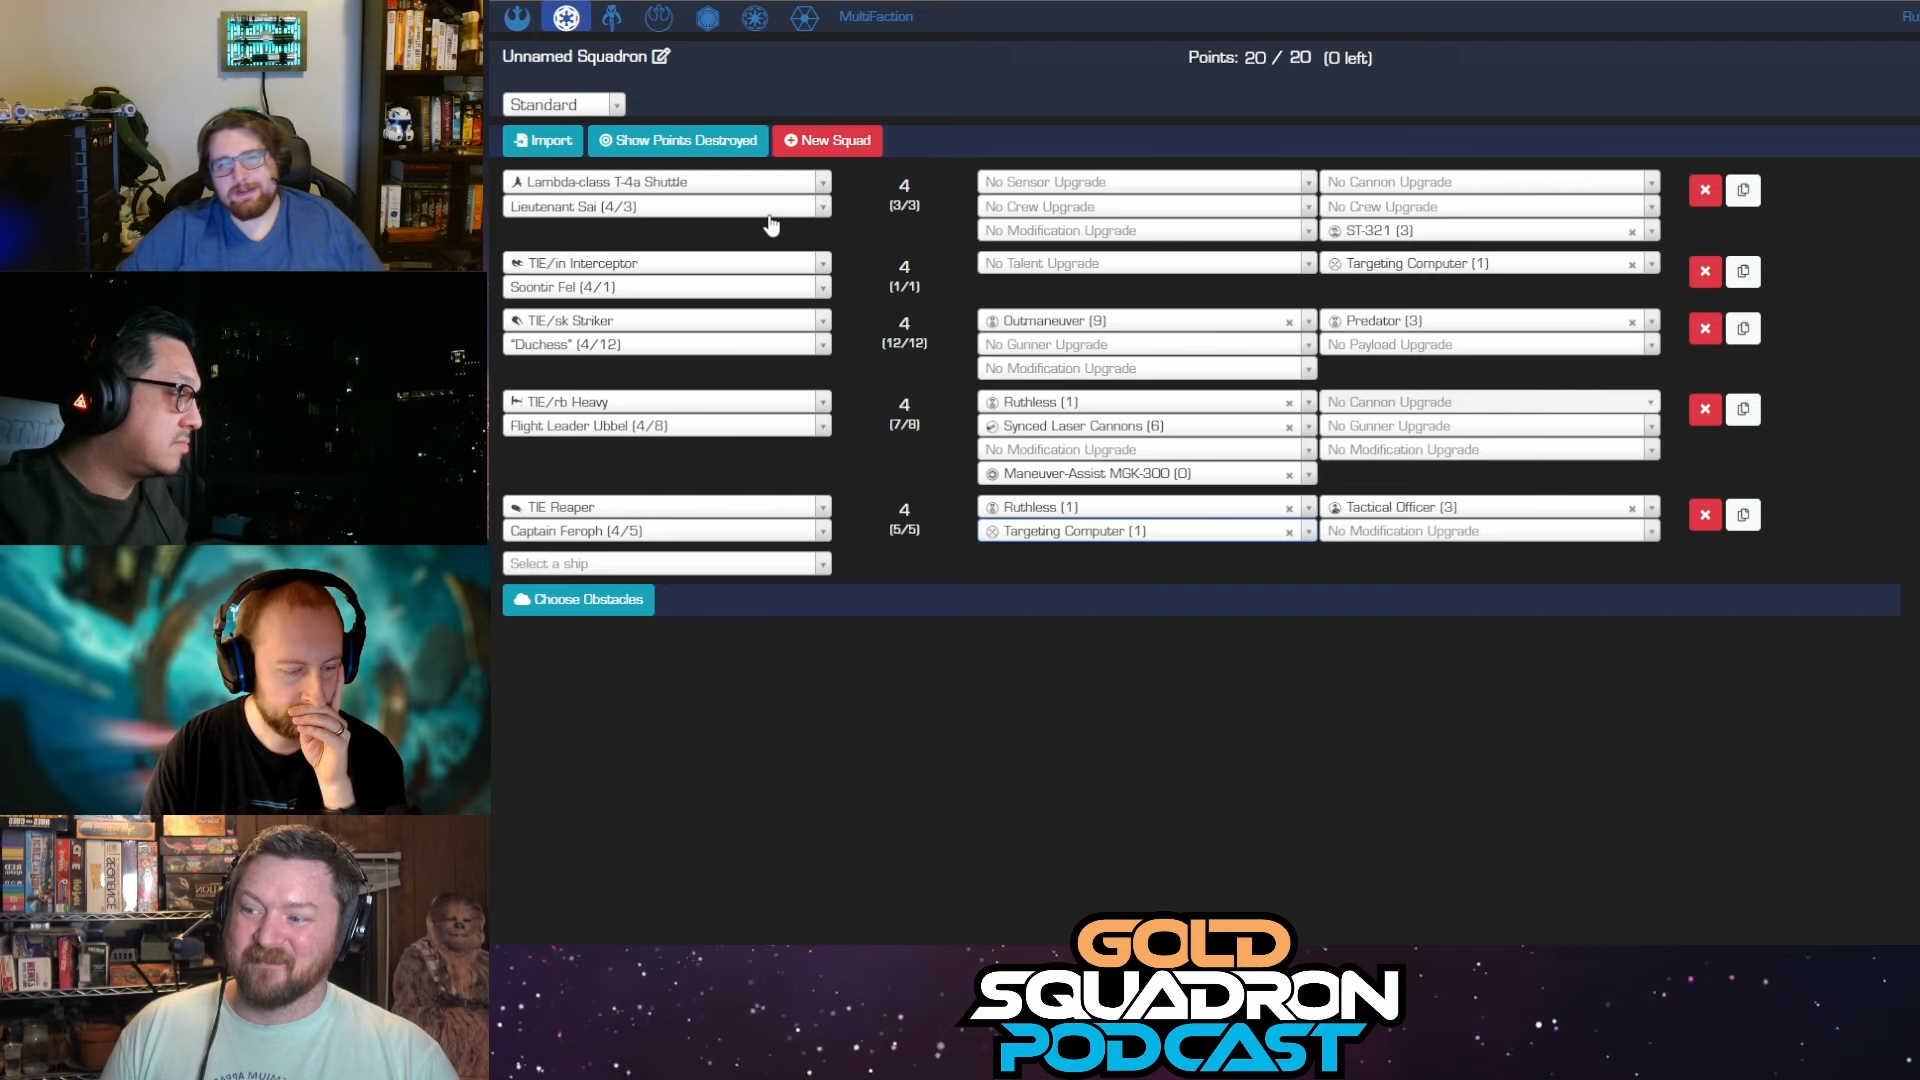 MultiFaction
Ru
Unnamed Squadron
Points: 20 / 20 (0 left)
Standard
Import
Show Points Destroyed
New Squad
Lambda-class T-4a Shuttle
4
No Sensor Upgrade
No Cannon Upgrade
Lieutenant Sai (4/3)
(3/3)
No Crew Upgrade
No Crew Upgrade
No Modification Upgrade
ST-321 (3)
TIE/in Interceptor
4
No Talent Upgrade
Targeting Computer (1)
Soontir Fel (4/1)
(1/1)
TIE/sk Striker
4
Outmaneuver (9)
Predator (3)
"Duchess" (4/12)
(12/12)
No Gunner Upgrade
No Payload Upgrade
No Modification Upgrade
TIE/rb Heavy
4
Ruthless (1)
No Cannon Upgrade
Flight Leader Ubbel (4/8)
(7/8)
Synced Laser Cannons (6)
No Gunner Upgrade
No Modification Upgrade
No Modification Upgrade
Maneuver-Assist MGK-300 (0)
TIE Reaper
4
Ruthless (1)
Tactical Officer (3)
Captain Feroph (4/5)
(5/5)
Targeting Computer (1)
No Modification Upgrade
Select a ship
Choose Obstacles
GOLD
SQUADRON
PODCAST